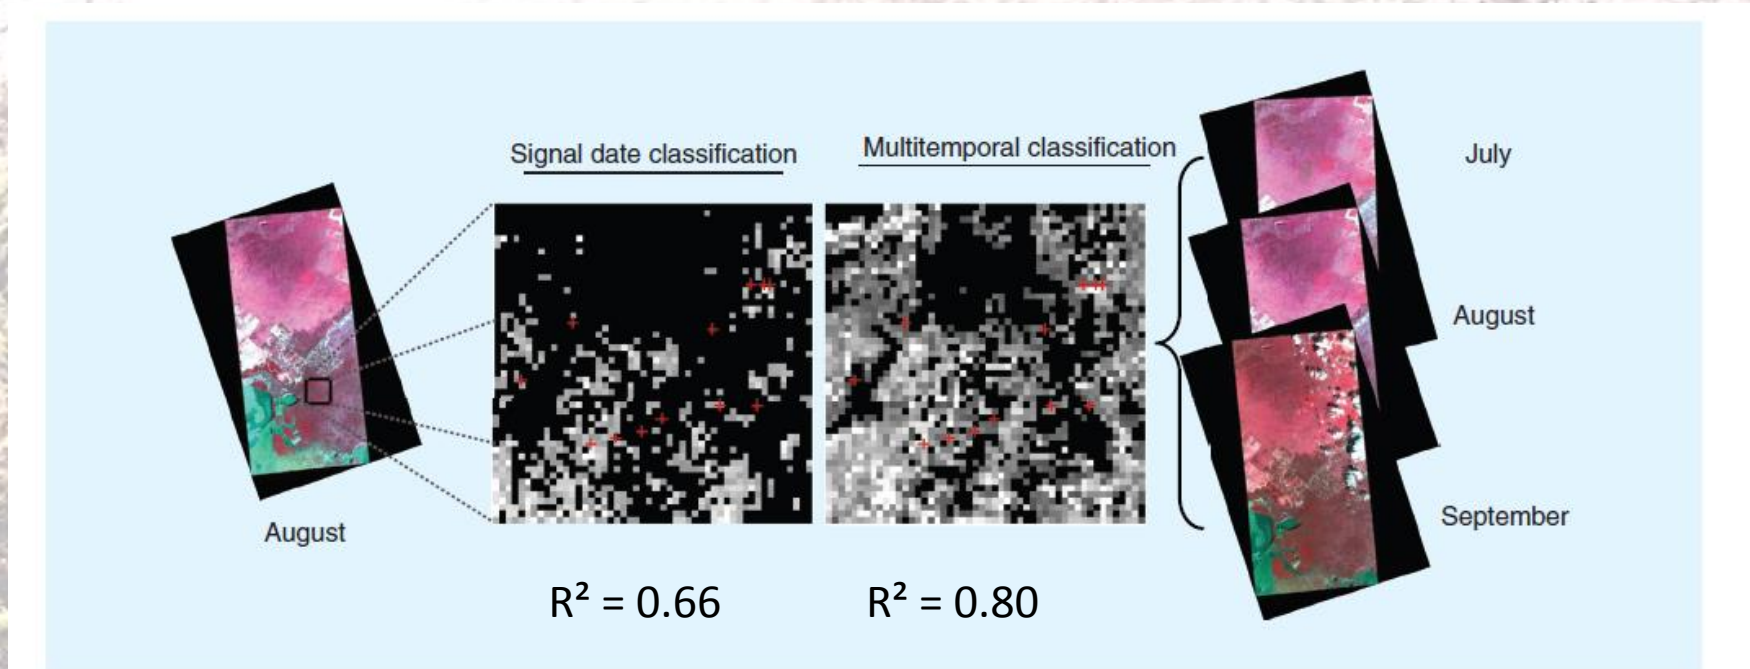 Signal date classification
Multitemporal classification
July
August
September
August
R² = 0.66
R² = 0.80